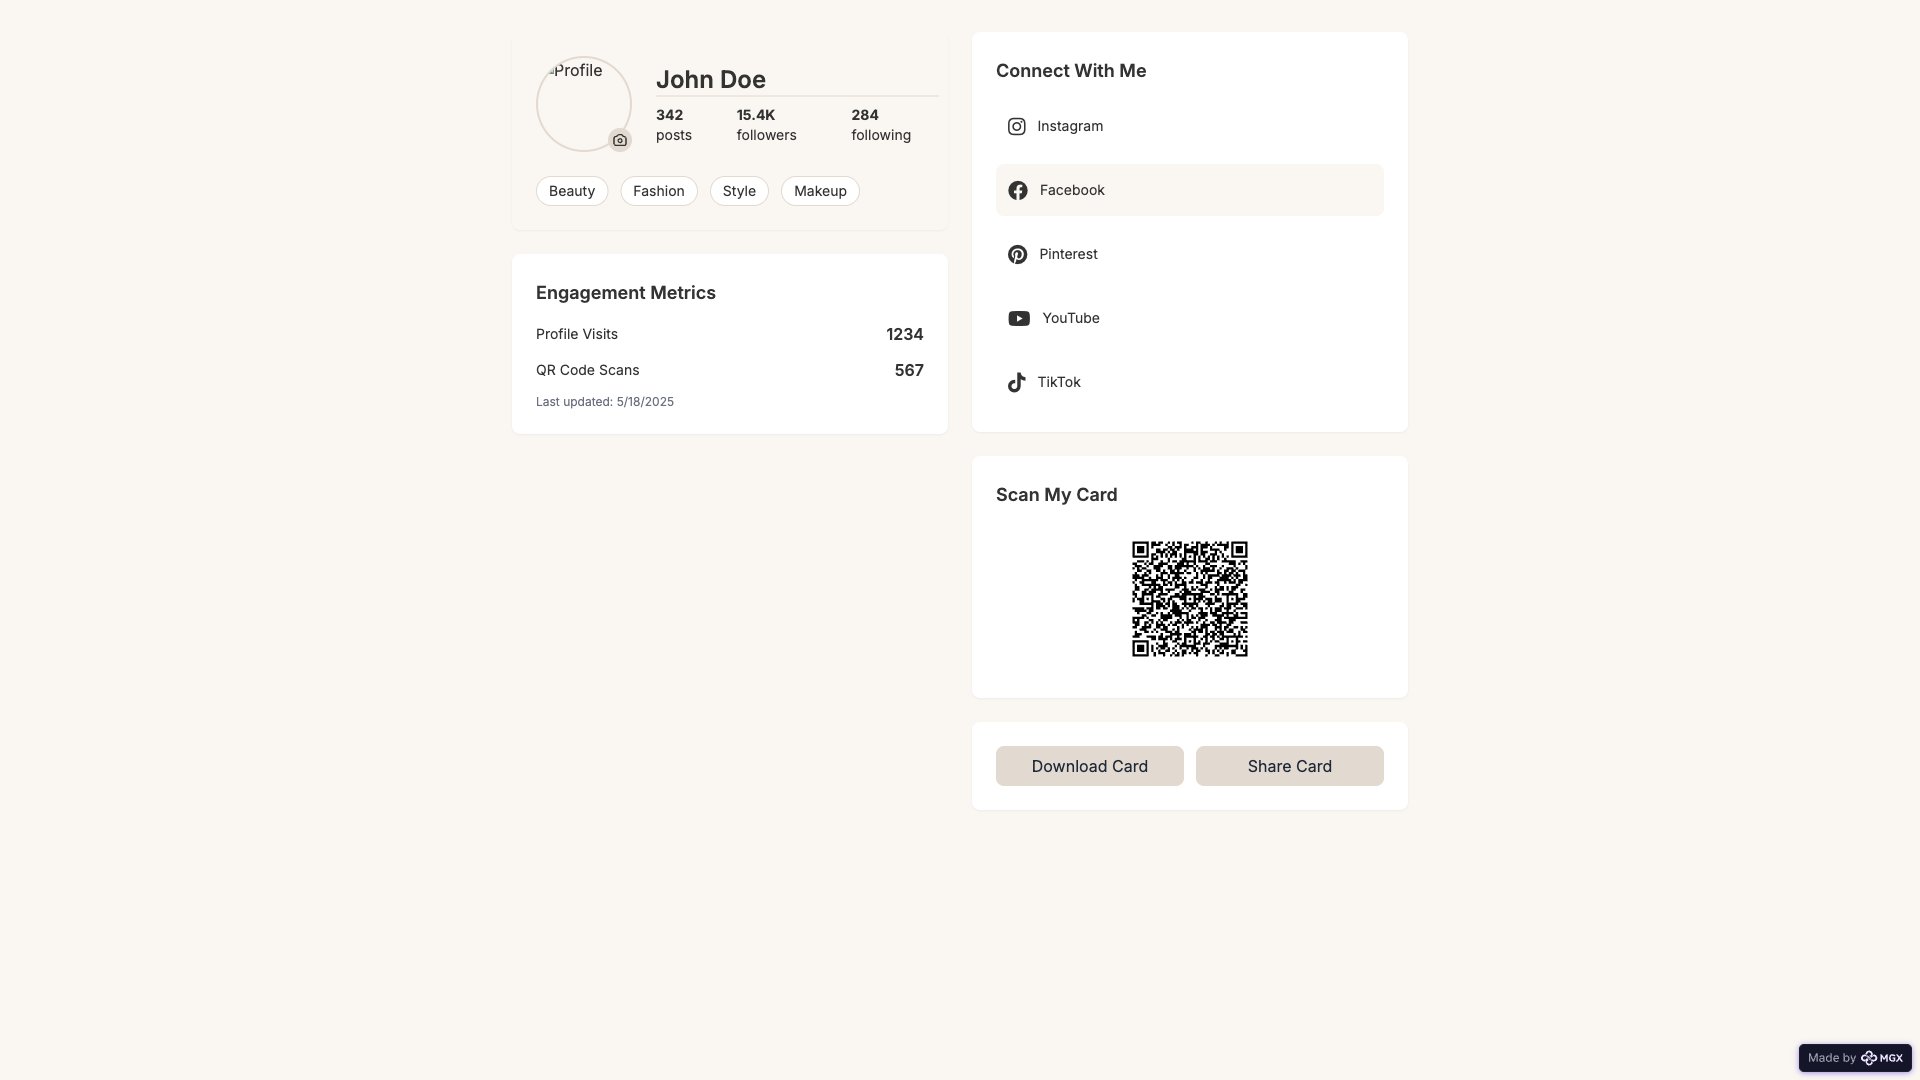 Profile
John Doe
342 15.4K 284
posts followers following
Beauty Fashion Style Makeup
Engagement Metrics
Profile Visits 1234
QR Code Scans 567
Last updated: 5/18/2025
Connect With Me
Instagram
Facebook
Pinterest
YouTube
TikTok
Scan My Card
Download Card Share Card
Made by MGX